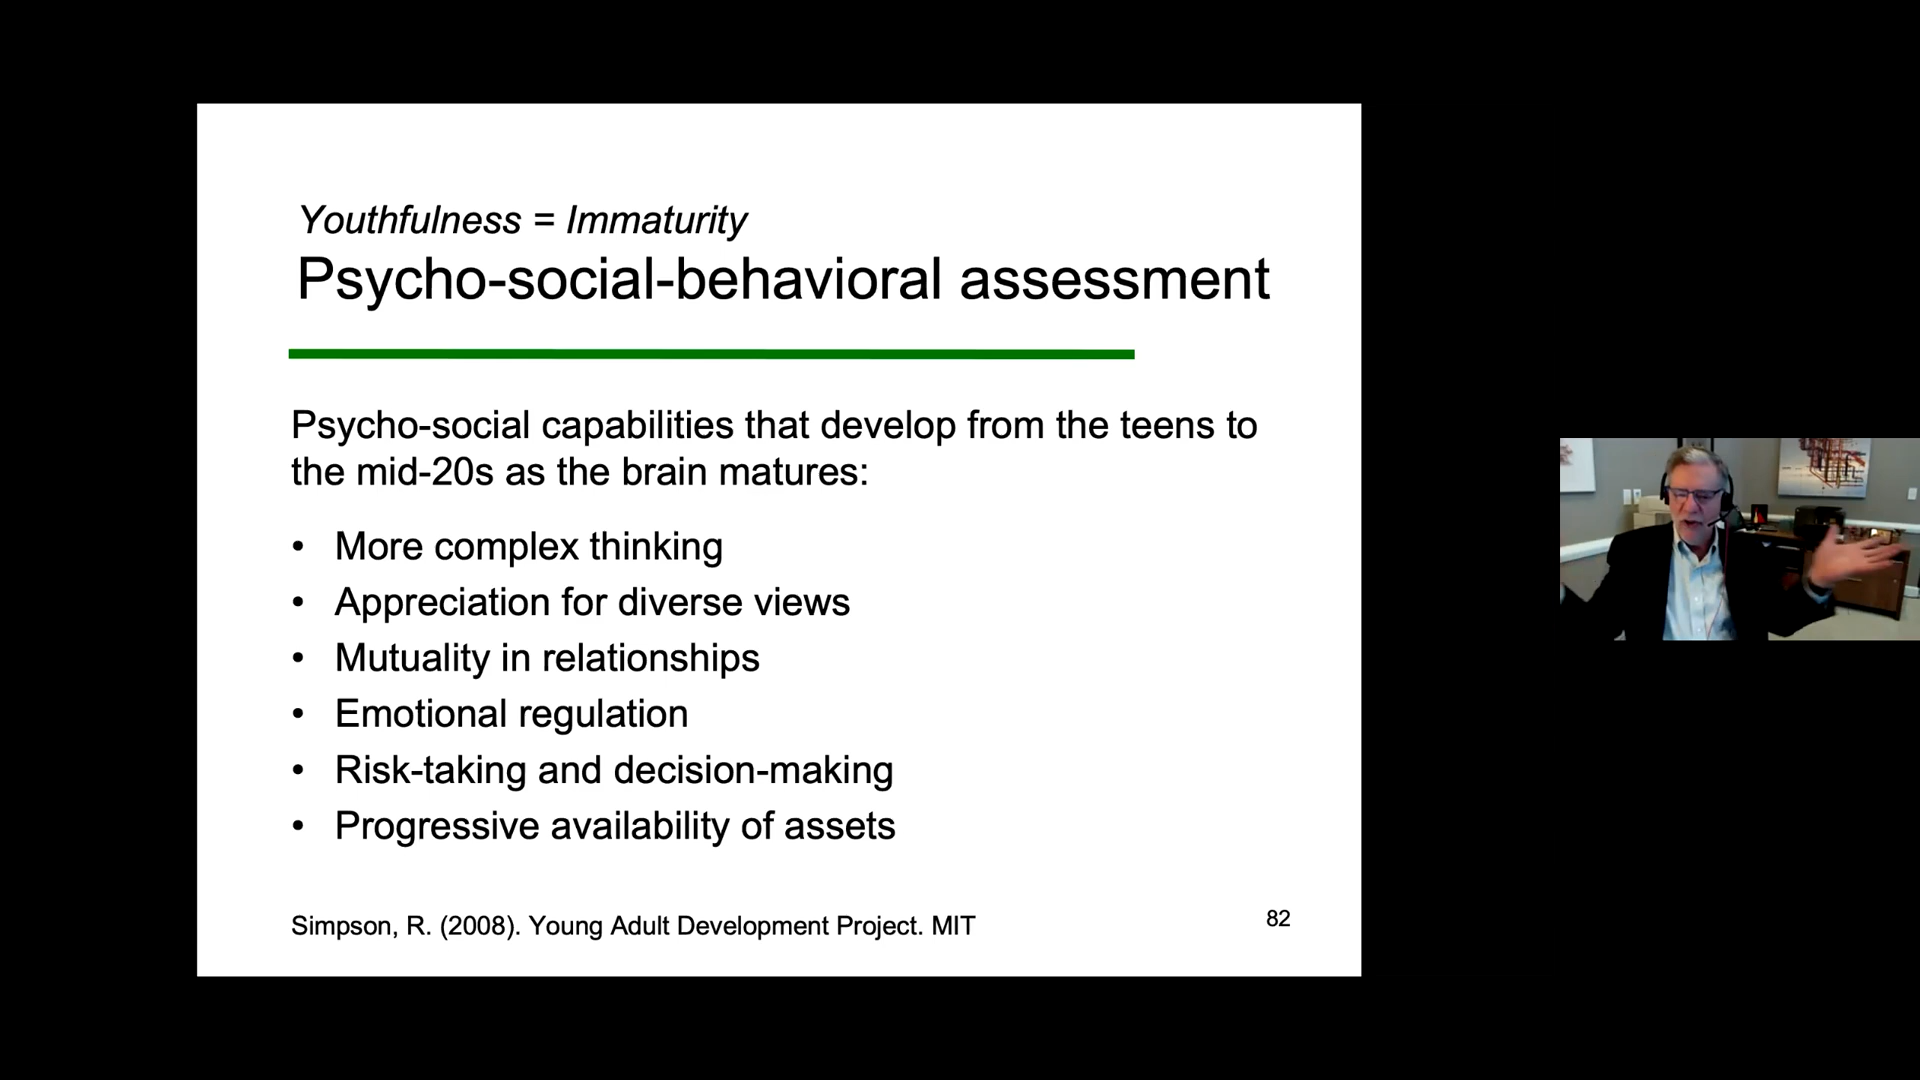 Youthfulness = Immaturity
Psycho-social-behavioral assessment
Psycho-social capabilities that develop from the teens to
the mid-20s as the brain matures:
• More complex thinking
• Appreciation for diverse views
• Mutuality in relationships
• Emotional regulation
• Risk-taking and decision-making
• Progressive availability of assets
Simpson, R. (2008). Young Adult Development Project. MIT
82